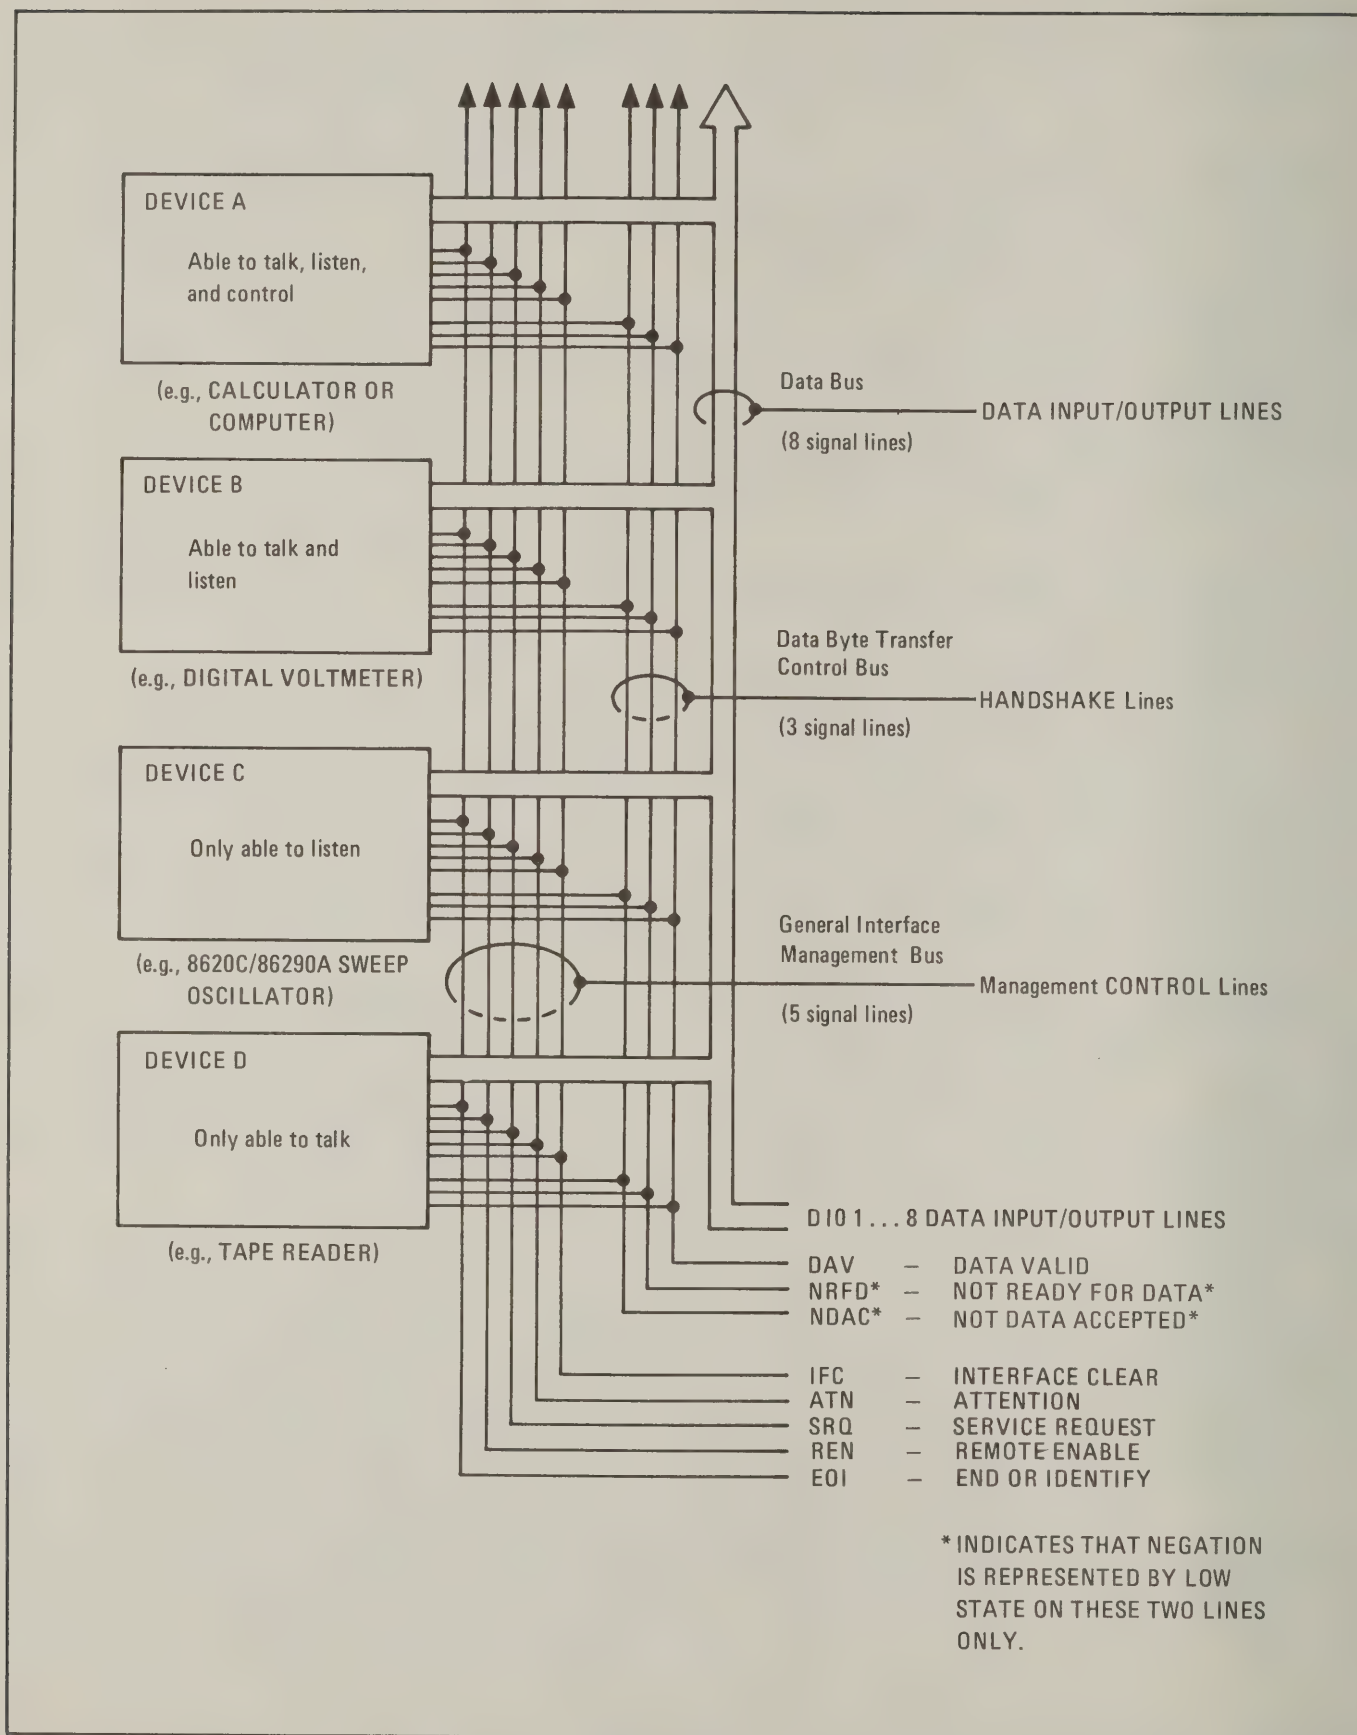 DEVICE A
Able to talk, listen,
and control
(e.g., CALCULATOR OR
COMPUTER)
Data Bus
DATA INPUT/OUTPUT LINES
(8 signal lines)
DEVICE B
Able to talk and
listen
(e.g., DIGITAL VOLTMETER)
Data Byte Transfer
Control Bus
HANDSHAKE Lines
(3 signal lines)
DEVICE C
Only able to listen
(e.g., 8620C/86290A SWEEP
OSCILLATOR)
General Interface
Management Bus
Management CONTROL Lines
(5 signal lines)
DEVICE D
Only able to talk
(e.g., TAPE READER)
DIO 1...8 DATA INPUT/OUTPUT LINES
DAV – DATA VALID
NRFD* – NOT READY FOR DATA*
NDAC* – NOT DATA ACCEPTED*
IFC – INTERFACE CLEAR
ATN – ATTENTION
SRQ – SERVICE REQUEST
REN – REMOTE ENABLE
EOI – END OR IDENTIFY
* INDICATES THAT NEGATION
IS REPRESENTED BY LOW
STATE ON THESE TWO LINES
ONLY.